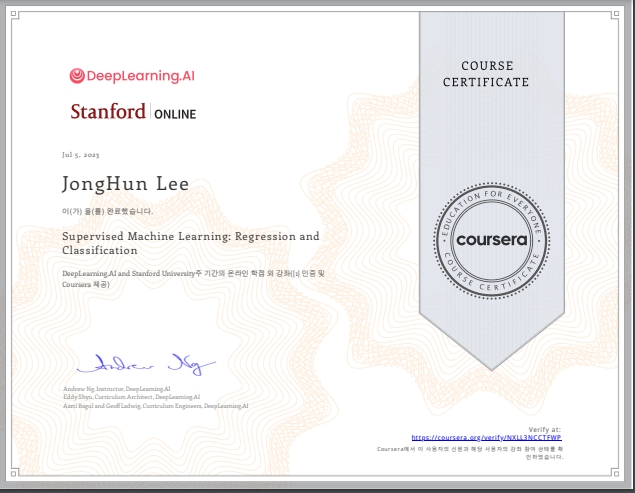 DeepLearning.AI
Stanford ONLINE
COURSE
CERTIFICATE
Jul 5, 2023
JongHun Lee
이(가) 을(를) 완료했습니다.
Supervised Machine Learning: Regression and
Classification
DeepLearning.AI and Stanford University주 기간의 온라인 학점 외 강좌([1] 인증 및
Coursera 제공)
EDUCATION FOR EVERYONE
coursera
COURSE CERTIFICATE
Andrew Ng
Andrew Ng, Instructor, DeepLearning.AI
Eddy Shyu, Curriculum Architect, DeepLearning.AI
Aarti Bagul and Geoff Ladwig, Curriculum Engineers, DeepLearning.AI
Verify at:
https://coursera.org/verify/NXLL3NCCTFWP
Coursera에서 이 사용자의 신원과 해당 사용자의 강좌 참여 상태를 확
인하였습니다.